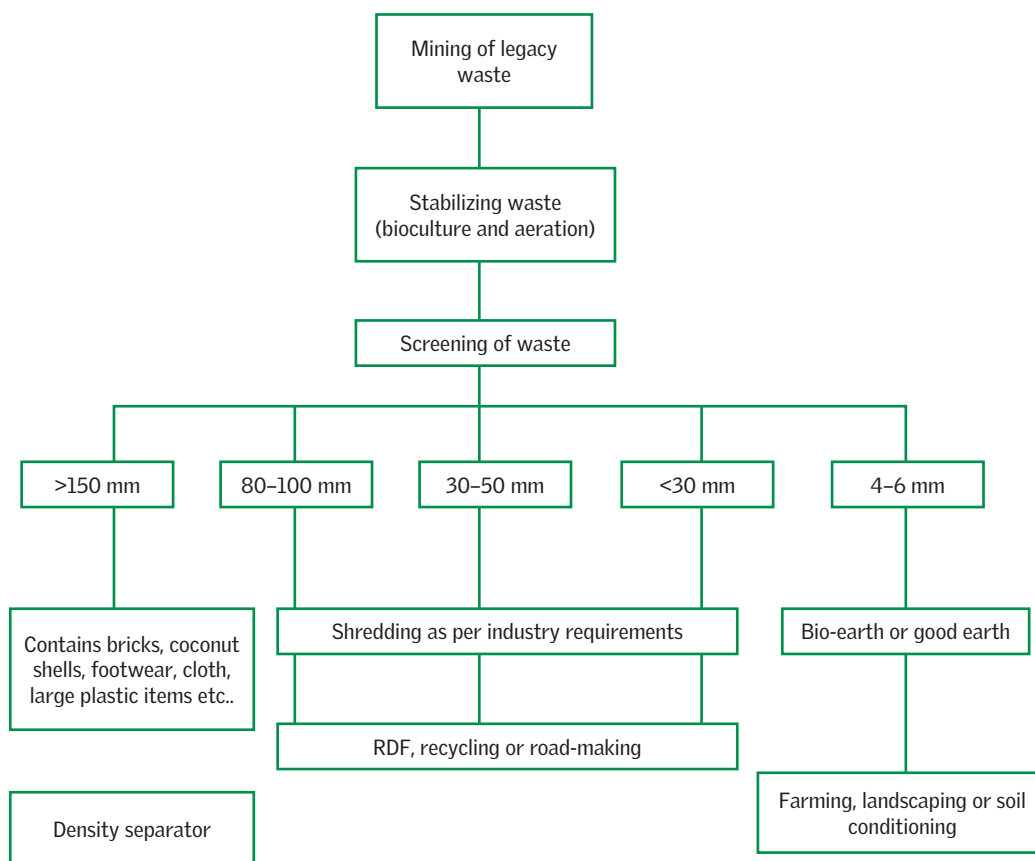 Mining of legacy
waste
Stabilizing waste
(bioculture and aeration)
Screening of waste
>150 mm
80–100 mm
30–50 mm
<30 mm
4–6 mm
Contains bricks, coconut
shells, footwear, cloth,
large plastic items etc..
Shredding as per industry requirements
Bio-earth or good earth
RDF, recycling or road-making
Density separator
Farming, landscaping or soil
conditioning